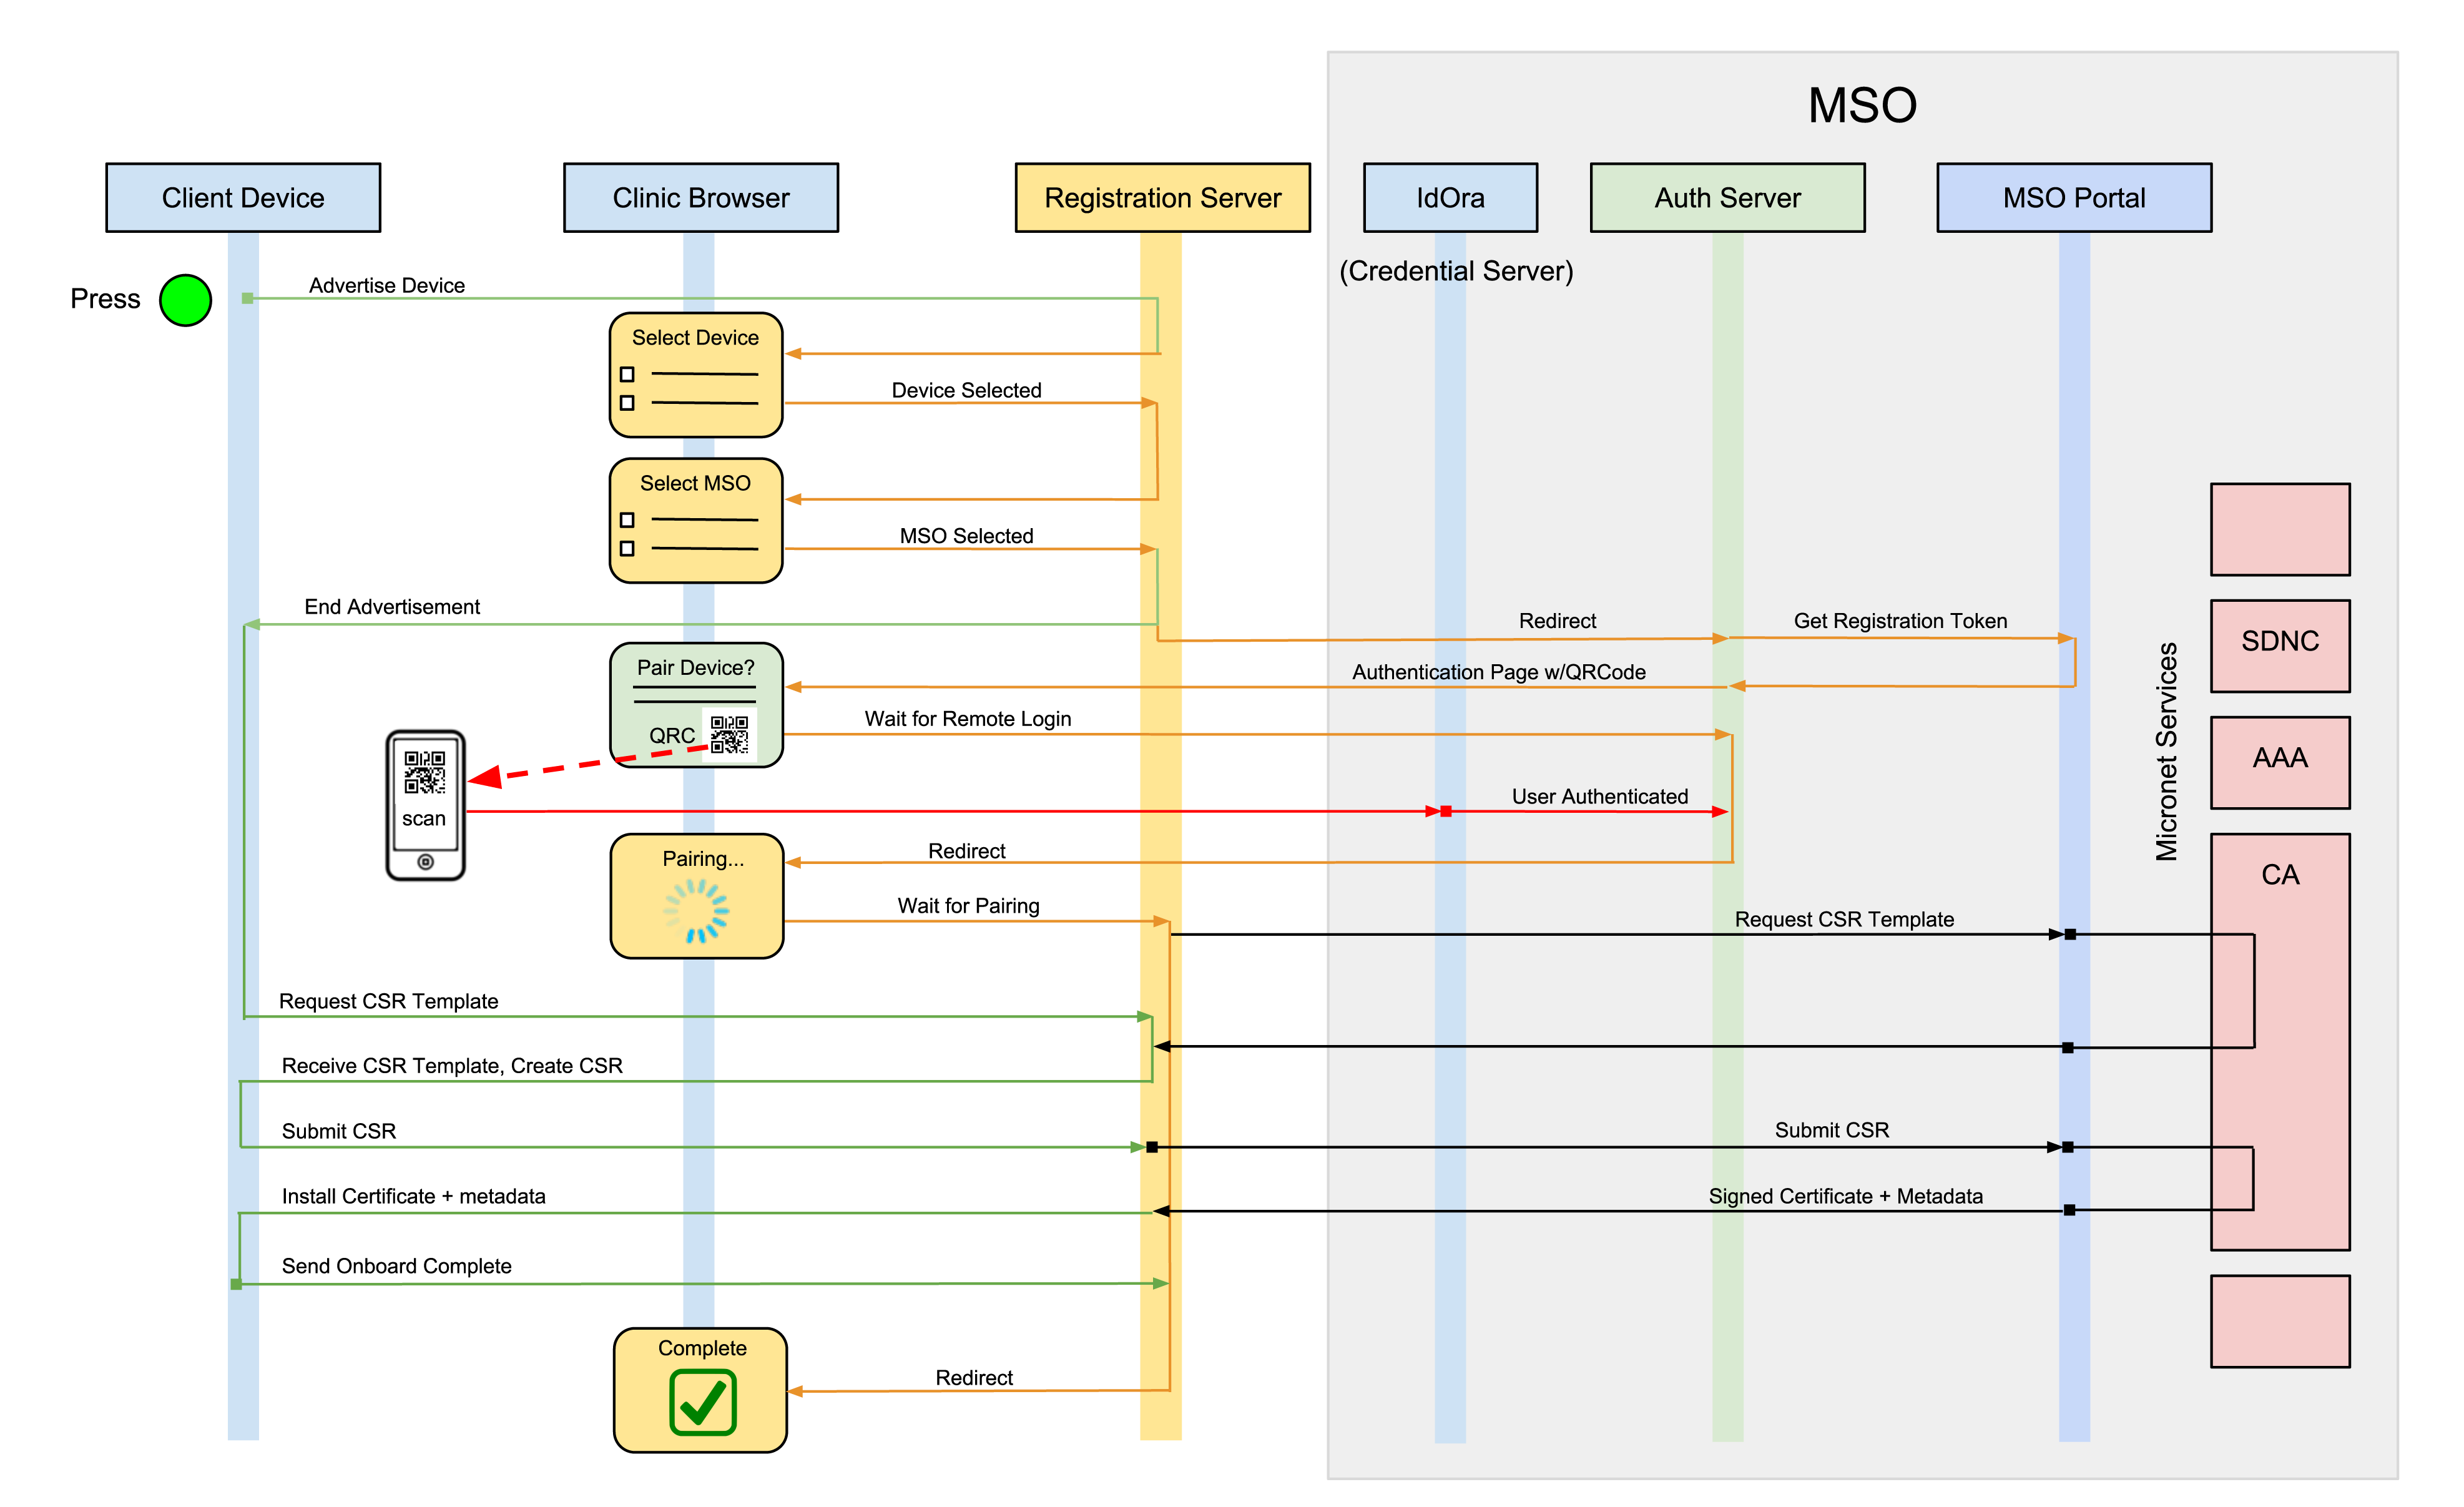 MSO
Client Device
Clinic Browser
Registration Server
IdOra
Auth Server
MSO Portal
(Credential Server)
Press
Advertise Device
Select Device
Device Selected
Select MSO
MSO Selected
End Advertisement
Redirect
Get Registration Token
SDNC
Pair Device?
Authentication Page w/QRCode
Wait for Remote Login
QRC
Micronet Services
AAA
User Authenticated
scan
Redirect
Pairing...
CA
Wait for Pairing
Request CSR Template
Request CSR Template
Receive CSR Template, Create CSR
Submit CSR
Submit CSR
Install Certificate + metadata
Signed Certificate + Metadata
Send Onboard Complete
Complete
Redirect